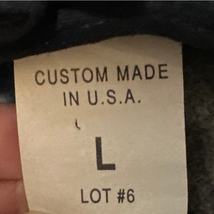 CUSTOM MADE
IN U.S.A.
L
LOT #6